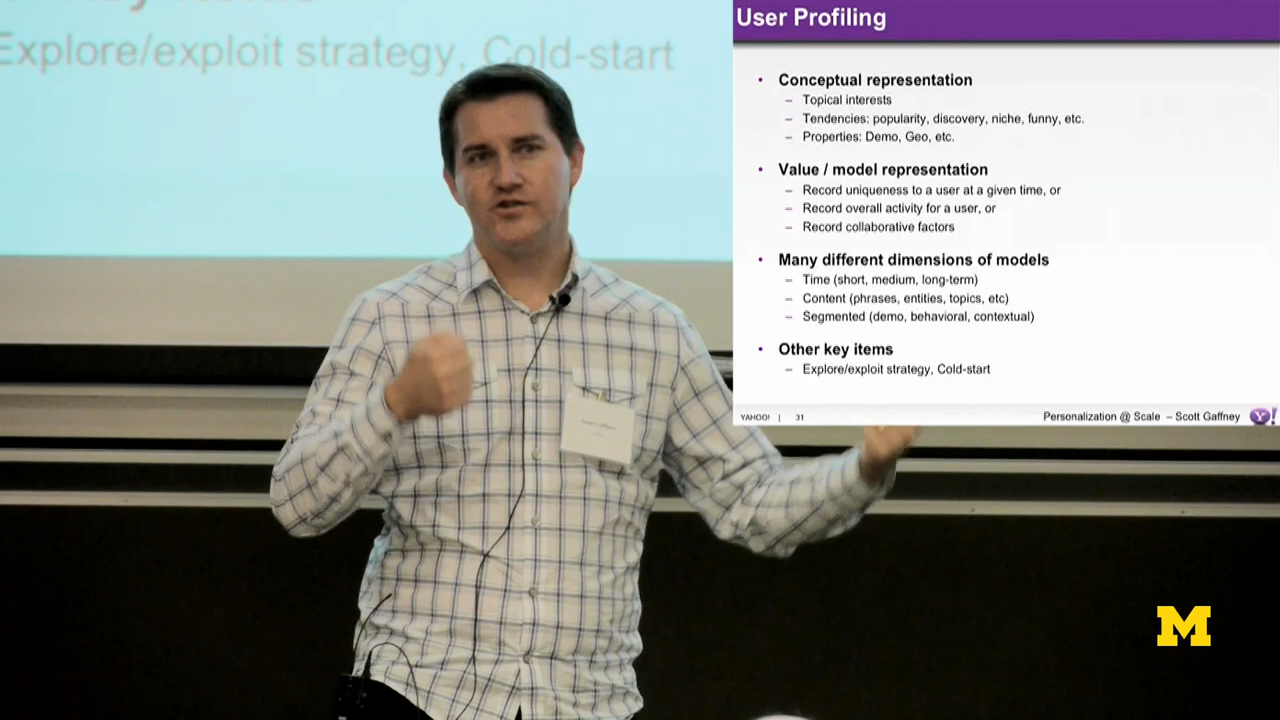 Explore/exploit strategy, Cold-start
User Profiling
• Conceptual representation
– Topical interests
– Tendencies: popularity, discovery, niche, funny, etc.
– Properties: Demo, Geo, etc.
• Value / model representation
– Record uniqueness to a user at a given time, or
– Record overall activity for a user, or
– Record collaborative factors
• Many different dimensions of models
– Time (short, medium, long-term)
– Content (phrases, entities, topics, etc)
– Segmented (demo, behavioral, contextual)
• Other key items
– Explore/exploit strategy, Cold-start
YAHOO! | 31
Personalization @ Scale – Scott Gaffney Y!
M